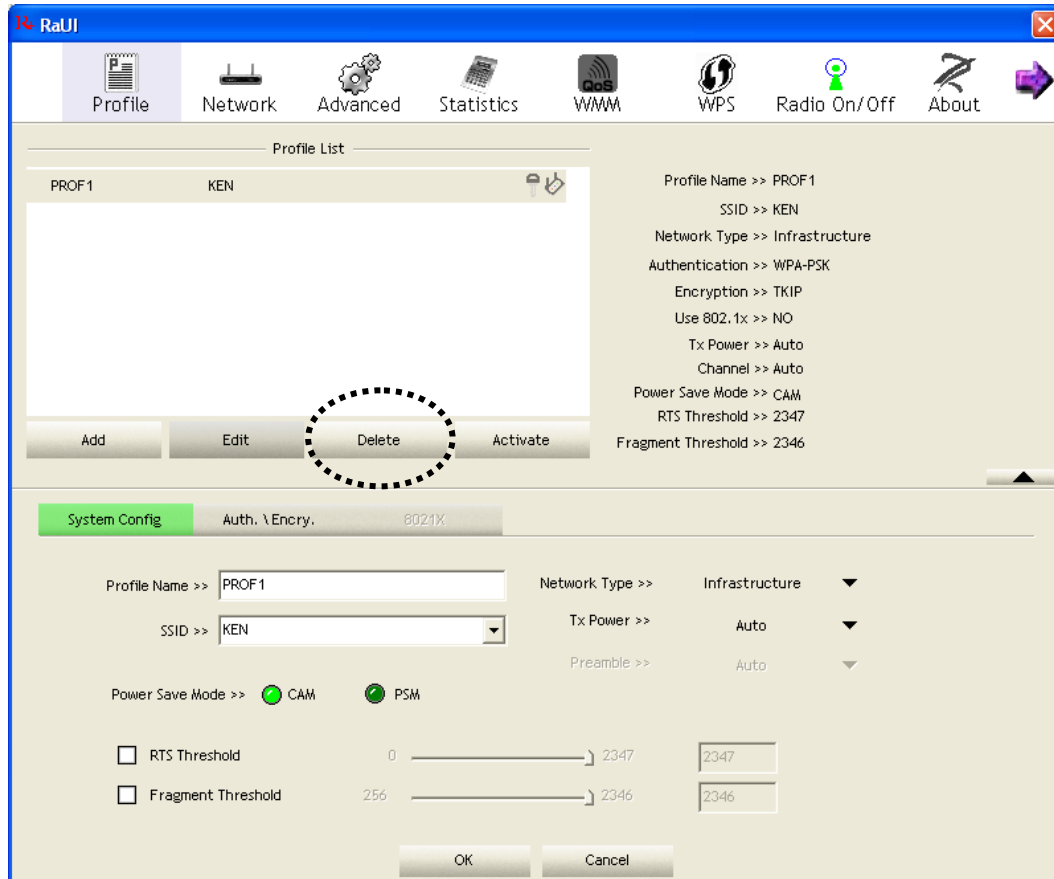 RaUI
Profile Network Advanced Statistics QoS WMM WPS Radio On/Off About
Profile List
PROF1 KEN
Add Edit Delete Activate
Profile Name >> PROF1
SSID >> KEN
Network Type >> Infrastructure
Authentication >> WPA-PSK
Encryption >> TKIP
Use 802.1x >> NO
Tx Power >> Auto
Channel >> Auto
Power Save Mode >> CAM
RTS Threshold >> 2347
Fragment Threshold >> 2346
System Config Auth. \ Encry. 8021X
Profile Name >> PROF1
SSID >> KEN
Network Type >> Infrastructure
Tx Power >> Auto
Preamble >> Auto
Power Save Mode >> CAM PSM
RTS Threshold 0 2347 2347
Fragment Threshold 256 2346 2346
OK Cancel